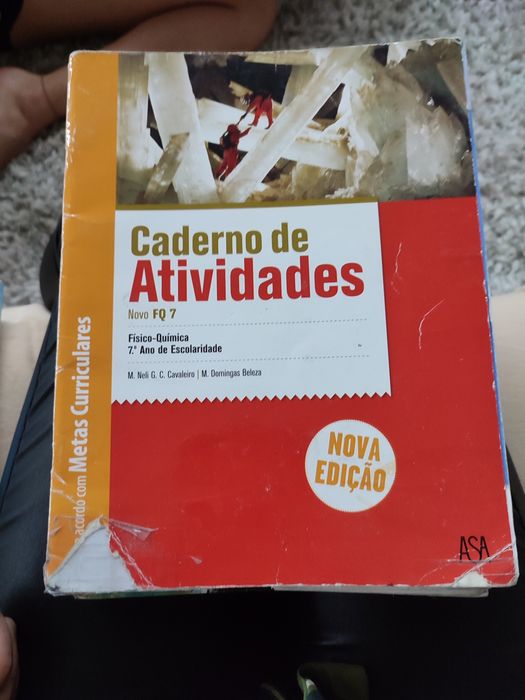 Caderno de
Atividades
Novo FQ 7
Físico-Química
7.º Ano de Escolaridade
M. Neli G. C. Cavaleiro | M. Domingas Beleza
NOVA
EDIÇÃO
acordo com Metas Curriculares
ASA